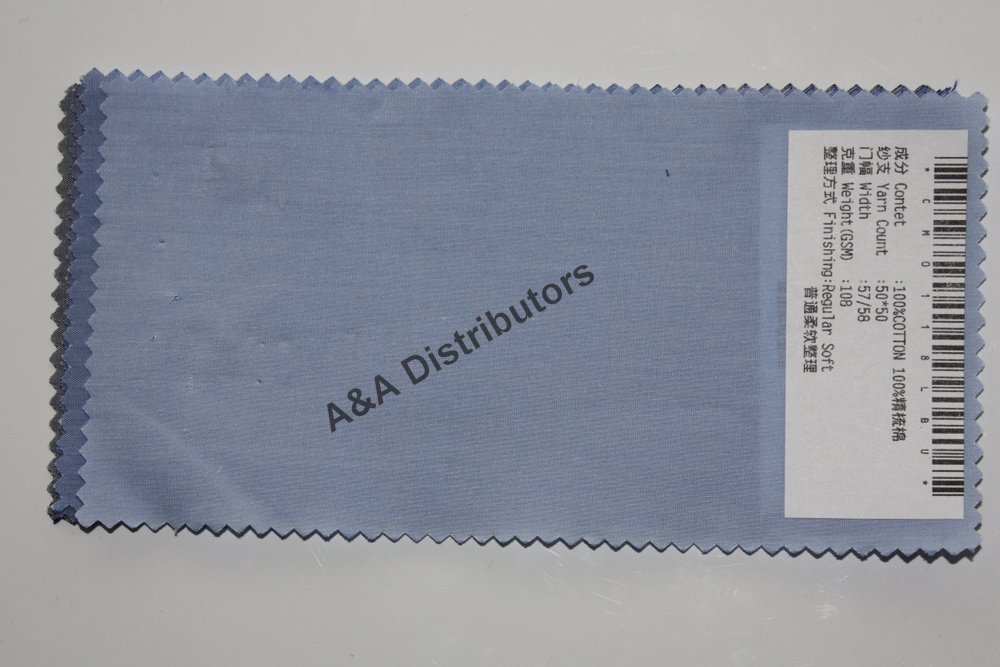 A&A Distributors
*CM0118LBU*
成分 Contet :100%COTTON 100%精梳棉
纱支 Yarn Count :50*50
门幅 Width :57/58
克重 Weight(GSM) :108
整理方式 Finishing:Regular Soft
普通柔软整理